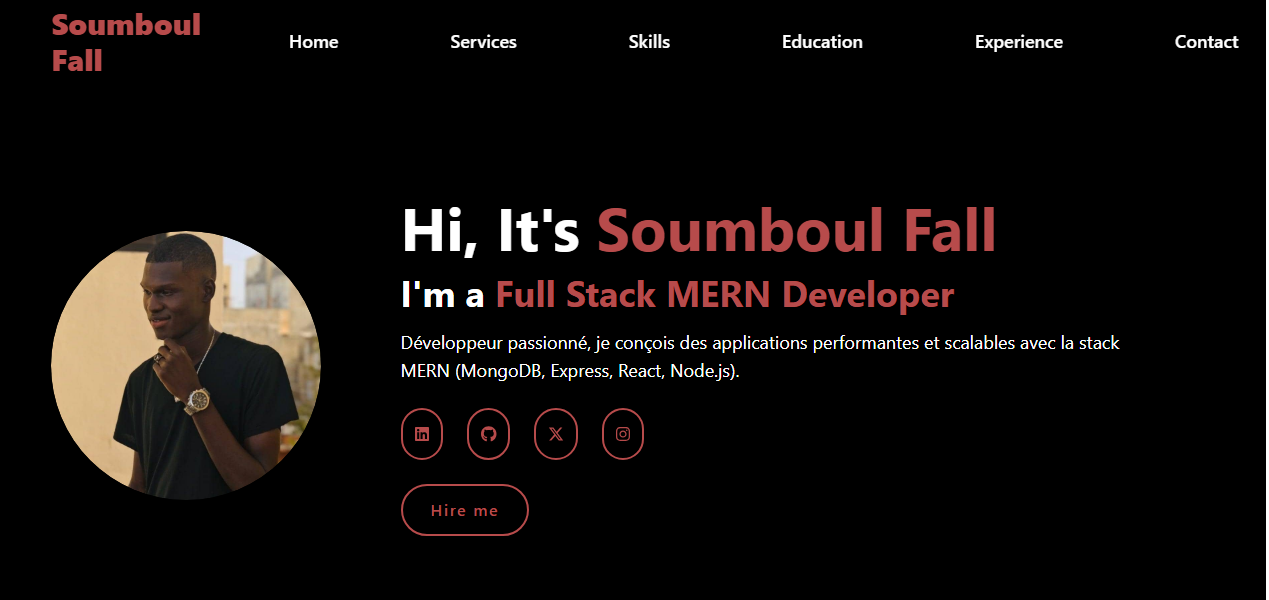 Soumboul
Fall
Home
Services
Skills
Education
Experience
Contact
Hi, It's Soumboul Fall
I'm a Full Stack MERN Developer
Développeur passionné, je conçois des applications performantes et scalables avec la stack
MERN (MongoDB, Express, React, Node.js).
Hire me